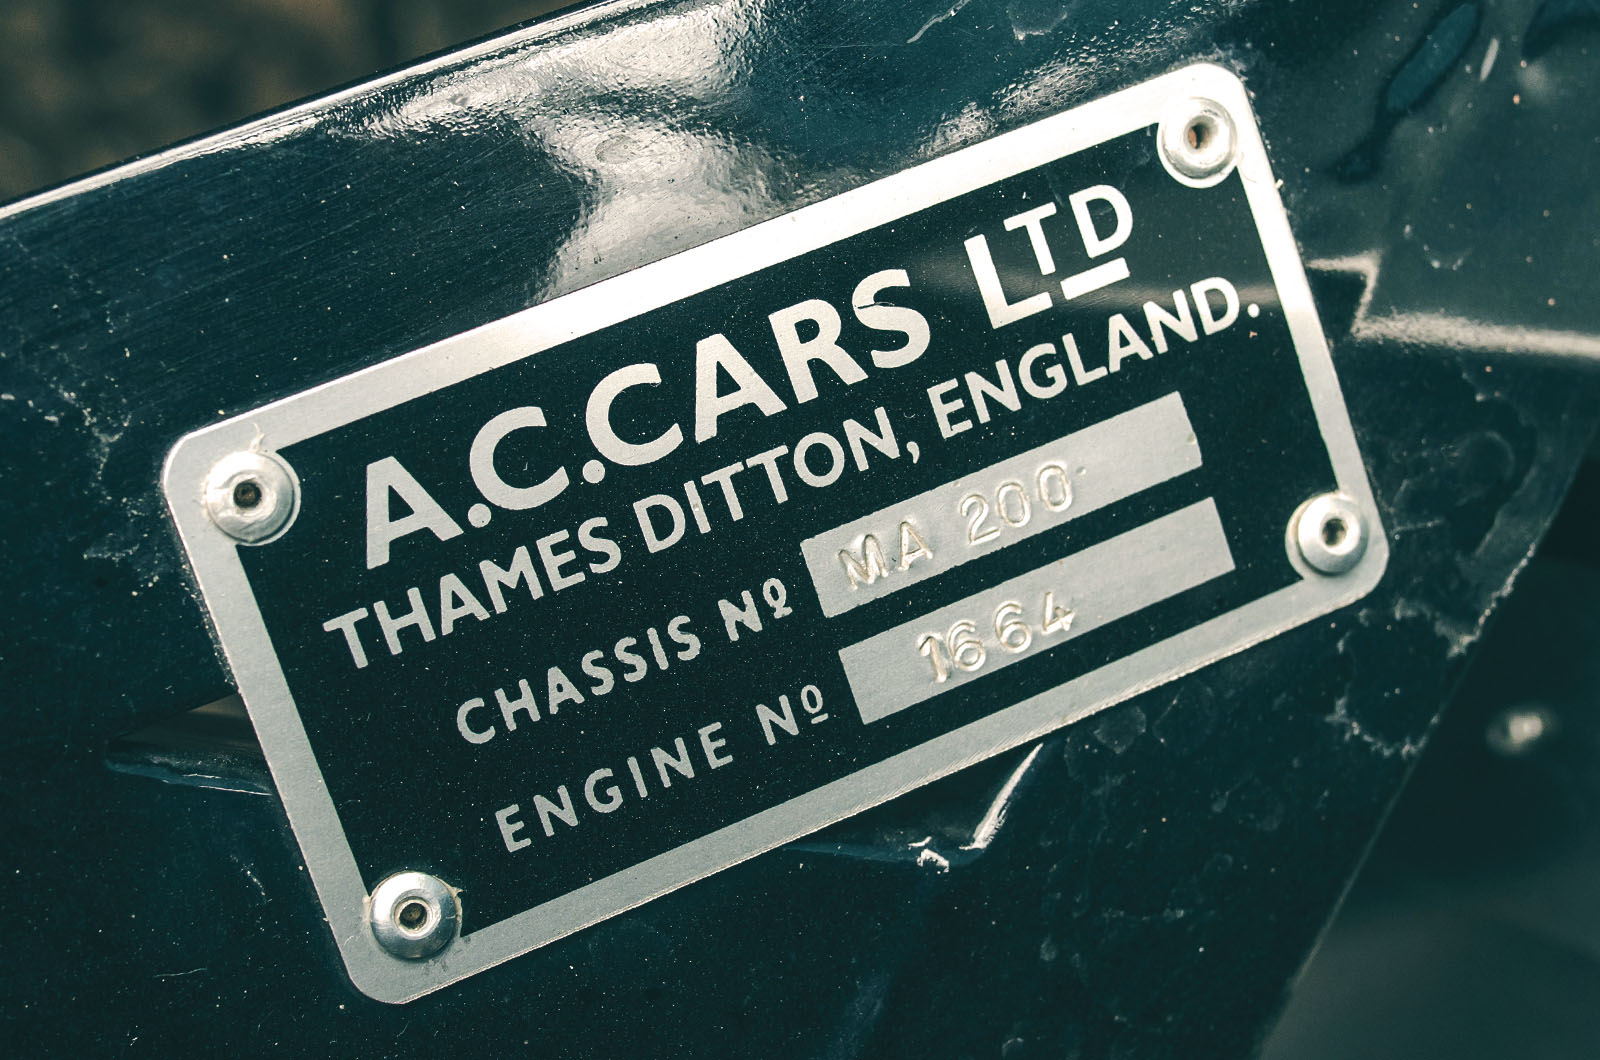 A.C.CARS LTD
THAMES DITTON, ENGLAND.
CHASSIS Nº MA 200
ENGINE Nº 1664